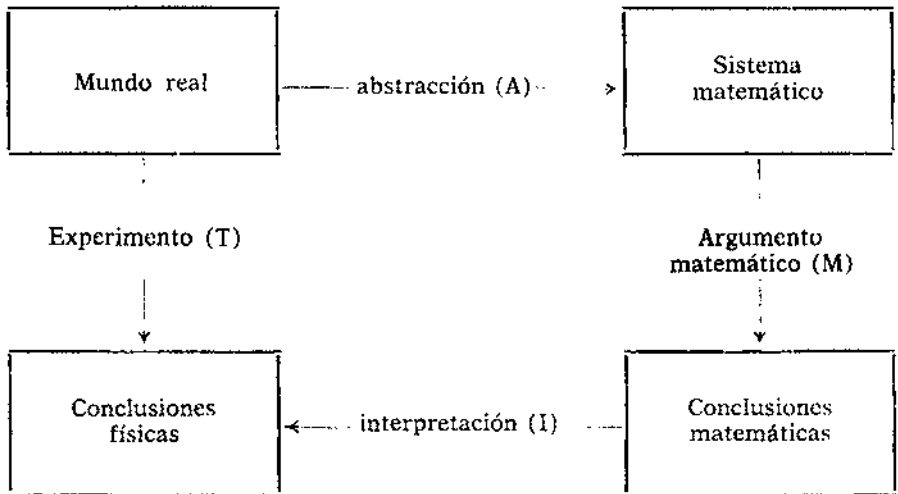 Mundo real
abstracción (A)
Sistema
matemático
Experimento (T)
Argumento
matemático (M)
Conclusiones
físicas
interpretación (I)
Conclusiones
matemáticas